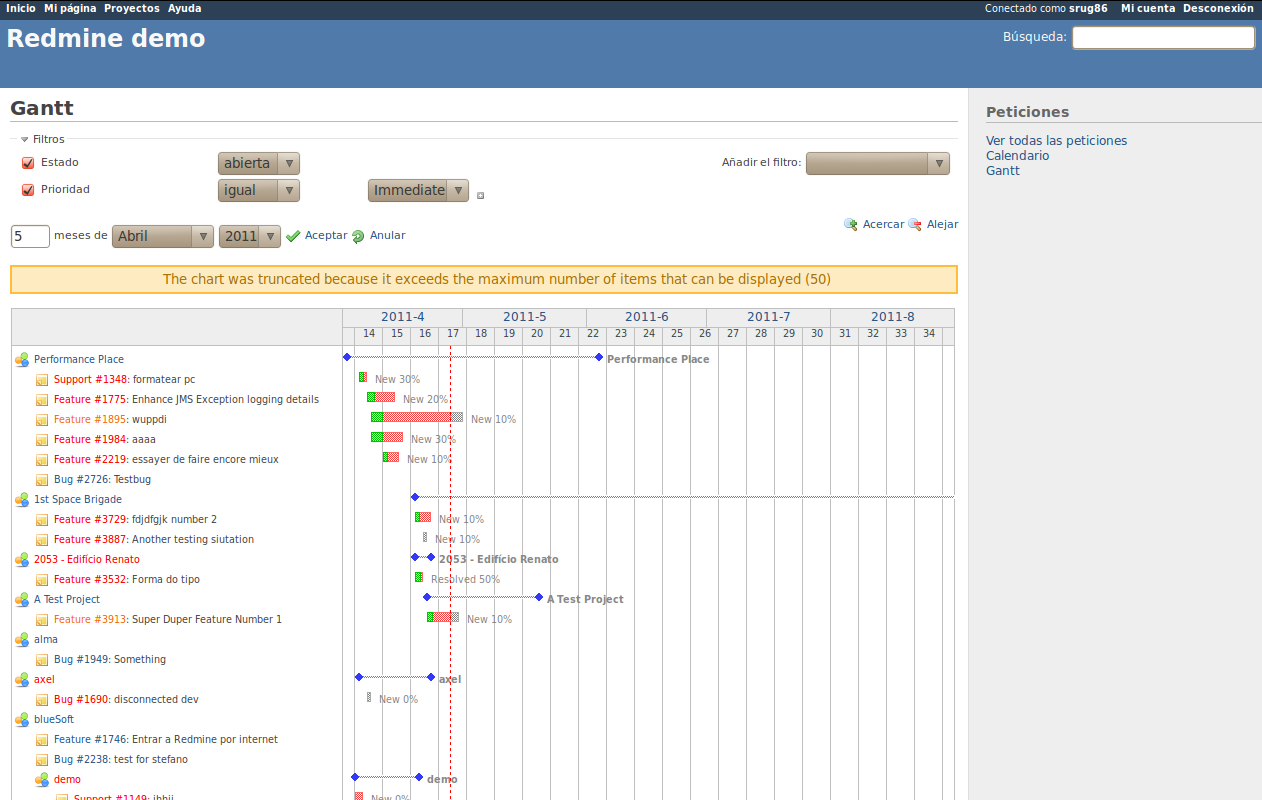 Inicio Mi página Proyectos Ayuda
Conectado como srug86 Mi cuenta Desconexión
Redmine demo
Búsqueda:
Gantt
Filtros
Estado
abierta
Añadir el filtro:
Prioridad
igual
Immediate
Acercar Alejar
5 meses de Abril 2011 Aceptar Anular
The chart was truncated because it exceeds the maximum number of items that can be displayed (50)
2011-4 2011-5 2011-6 2011-7 2011-8
14 15 16 17 18 19 20 21 22 23 24 25 26 27 28 29 30 31 32 33 34
Performance Place Performance Place
Support #1348: formatear pc New 30%
Feature #1775: Enhance JMS Exception logging details New 20%
Feature #1895: wuppdi New 10%
Feature #1984: aaaa New 30%
Feature #2219: essayer de faire encore mieux New 10%
Bug #2726: Testbug
1st Space Brigade
Feature #3729: fdjdfgjk number 2 New 10%
Feature #3887: Another testing siutation New 10%
2053 - Edifício Renato 2053 - Edifício Renato
Feature #3532: Forma do tipo Resolved 50%
A Test Project A Test Project
Feature #3913: Super Duper Feature Number 1 New 10%
alma
Bug #1949: Something
axel axel
Bug #1690: disconnected dev New 0%
blueSoft
Feature #1746: Entrar a Redmine por internet
Bug #2238: test for stefano
demo demo
Support #1149: New 0%
Peticiones
Ver todas las peticiones
Calendario
Gantt